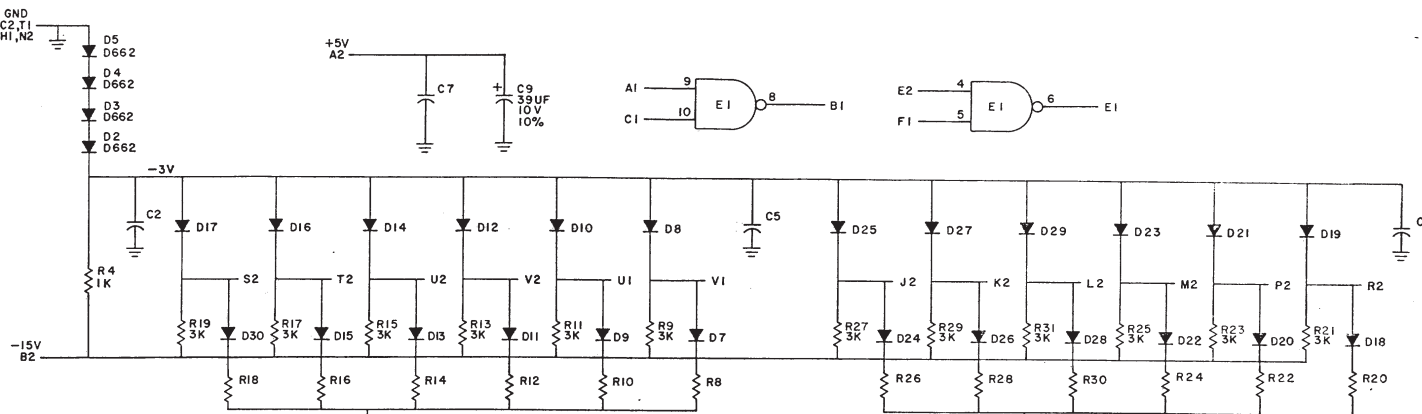 GND
C2,T1
H1,N2
D5
D662
D4
D662
D3
D662
D2
D662
+5V
A2
C7
+
C9
39UF
10V
10%
A1
9
C1
10
E1
8
B1
E2
4
F1
5
E1
6
E1
-3V
C2
D17
D16
D14
D12
D10
D8
C5
D25
D27
D29
D23
D21
D19
C
R4
1K
S2
T2
U2
V2
U1
V1
J2
K2
L2
M2
P2
R2
R19
3K
D30
R17
3K
D15
R15
3K
D13
R13
3K
D11
R11
3K
D9
R9
3K
D7
R27
3K
D24
R29
3K
D26
R31
3K
D28
R25
3K
D22
R23
3K
D20
R21
3K
D18
-15V
B2
R18
R16
R14
R12
R10
R8
R26
R28
R30
R24
R22
R20